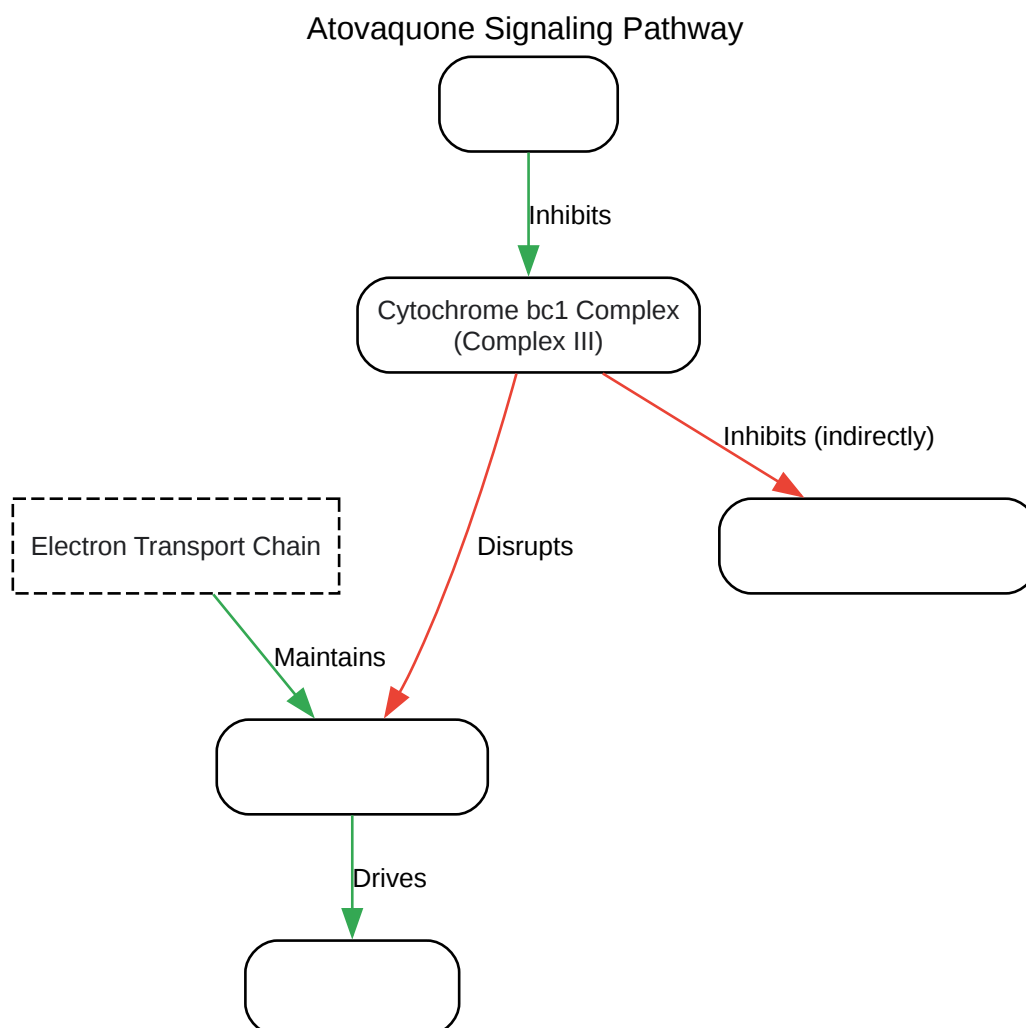 Atovaquone Signaling Pathway
Inhibits
Cytochrome bc1 Complex
(Complex III)
Inhibits (indirectly)
Electron Transport Chain
Disrupts
Maintains
Drives